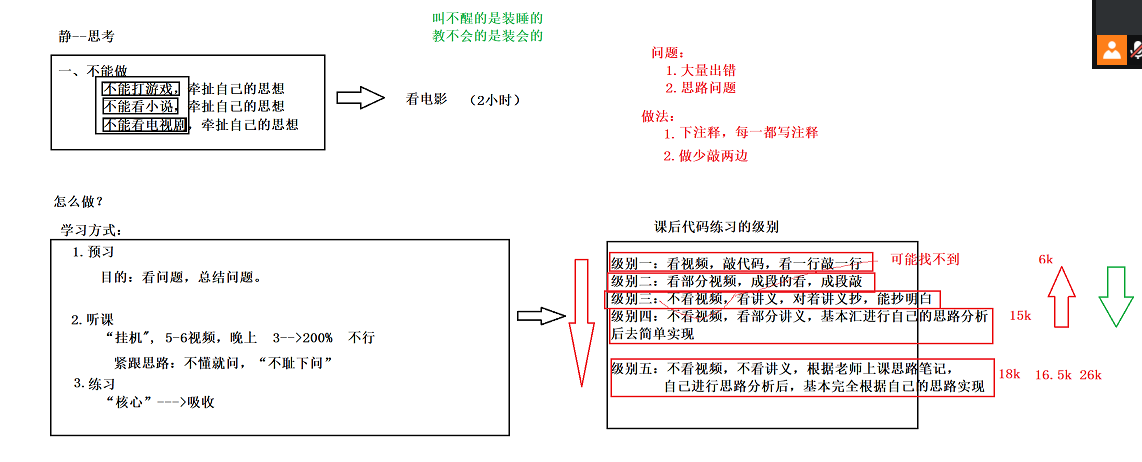 叫不醒的是装睡的
教不会的是装会的
静--思考
一、不能做
不能打游戏，牵扯自己的思想
不能看小说，牵扯自己的思想
不能看电视剧，牵扯自己的思想
看电影 （2小时）
问题：
1.大量出错
2.思路问题
做法：
1.下注释，每一都写注释
2.做少敲两边
怎么做？
学习方式：
1.预习
目的：看问题，总结问题。
2.听课
“挂机", 5-6视频，晚上 3-->200% 不行
紧跟思路：不懂就问，“不耻下问”
3.练习
“核心”--->吸收
课后代码练习的级别
级别一：看视频，敲代码，看一行敲一行
可能找不到
级别二：看部分视频，成段的看，成段敲
级别三：不看视频，看讲义，对着讲义抄，能抄明白
级别四：不看视频，看部分讲义，基本汇进行自己的思路分析
后去简单实现
级别五：不看视频，不看讲义，根据老师上课思路笔记，
自己进行思路分析后，基本完全根据自己的思路实现
6k
15k
18k 16.5k 26k